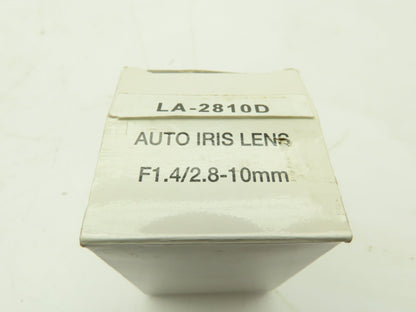 LA-2810D
AUTO IRIS LENS
F1.4/2.8-10mm